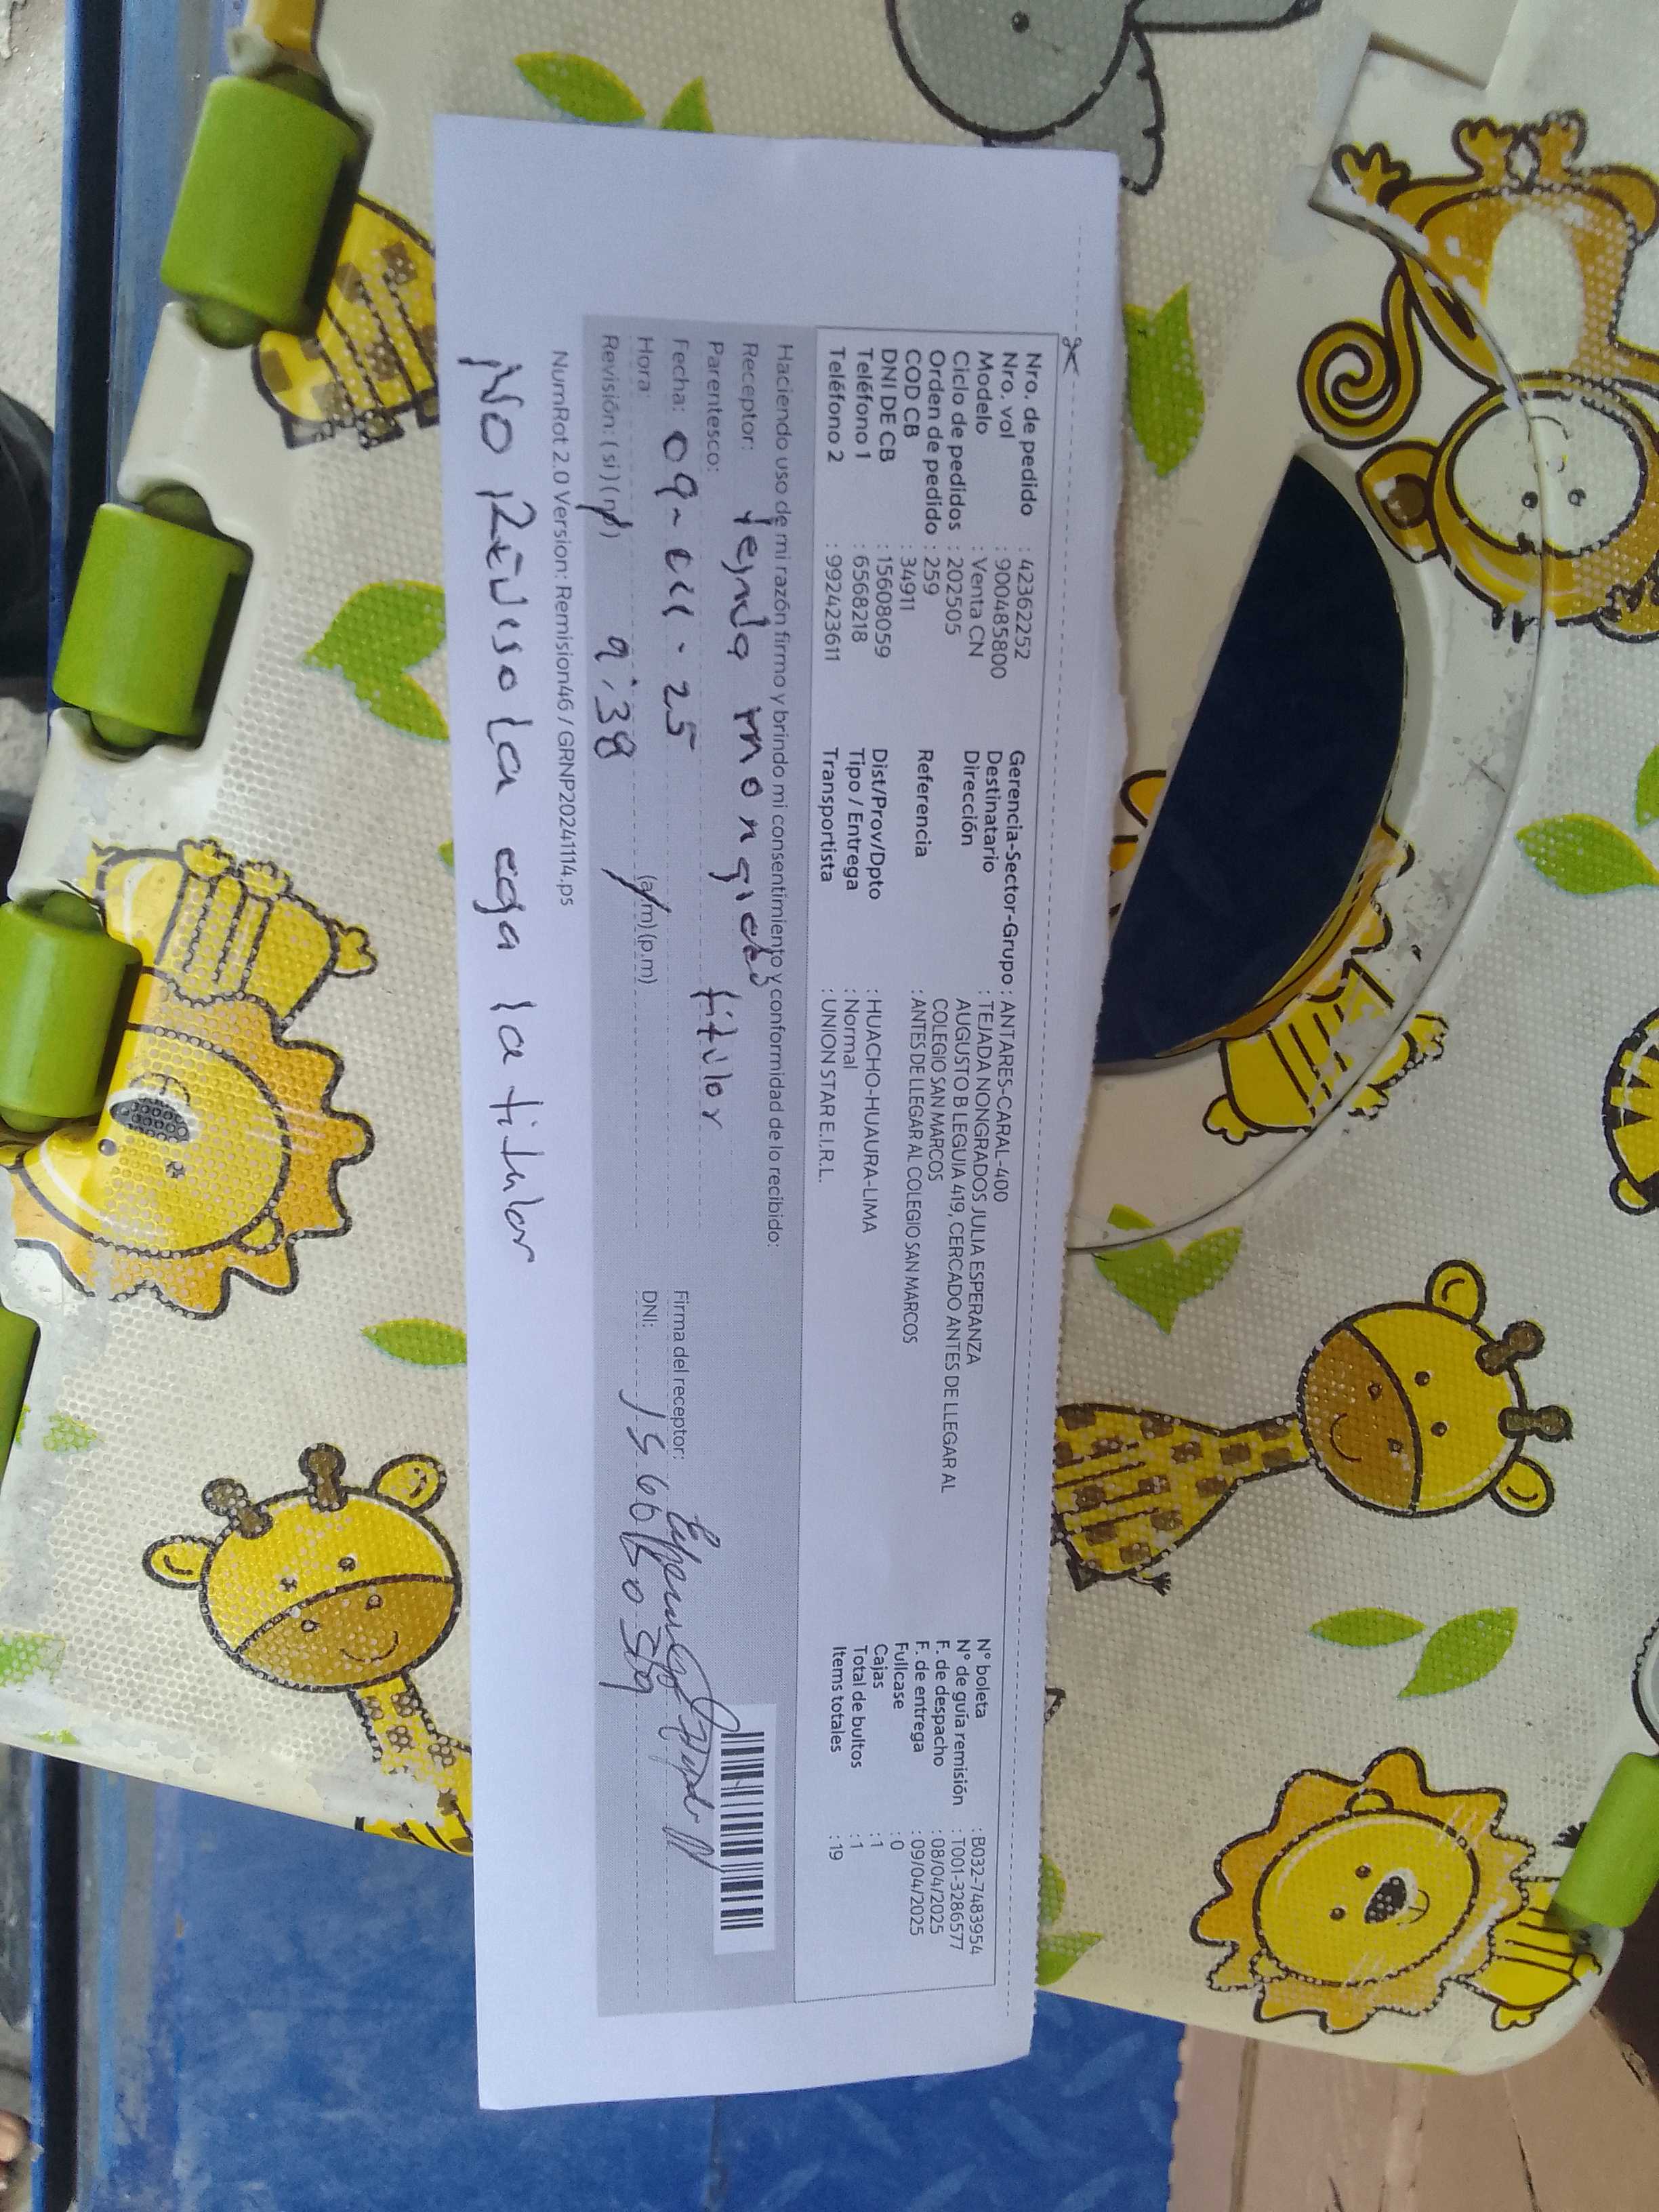 Nro. de pedido : 42362252
Nro. vol : 900485800
Modelo : Venta CN
Ciclo de pedidos : 202505
Orden de pedido : 259
COD CB : 34911
DNI DE CB : 15608059
Teléfono 1 : 6568218
Teléfono 2 : 992423611
Gerencia-Sector-Grupo : ANTARES-CARAL-400
Destinatario : TEJADA NONGRADOS JULIA ESPERANZA
Dirección AUGUSTO B LEGUIA 419, CERCADO ANTES DE LLEGAR AL
COLEGIO SAN MARCOS
Referencia : ANTES DE LLEGAR AL COLEGIO SAN MARCOS
Dist/Prov/Dpto : HUACHO-HUAURA-LIMA
Tipo / Entrega : Normal
Transportista : UNION STAR E.I.R.L.
N° boleta : B032-7483954
N° de guía remisión : T001-3286577
F. de despacho : 08/04/2025
F. de entrega : 09/04/2025
Fullcase : 0
Cajas : 1
Total de bultos : 1
Items totales : 19
Haciendo uso de mi razón firmo y brindo mi consentimiento y conformidad de lo recibido:
Receptor:
Parentesco: titular
Fecha: 09-04-25
Hora: 9:38 (a.m) (p.m)
Revisión: (si) (no)
Firma del receptor:
DNI: 15608059
NumRot 2.0 Version: Remision46 / GRNP20241114.ps
No Reviso la caja la titular